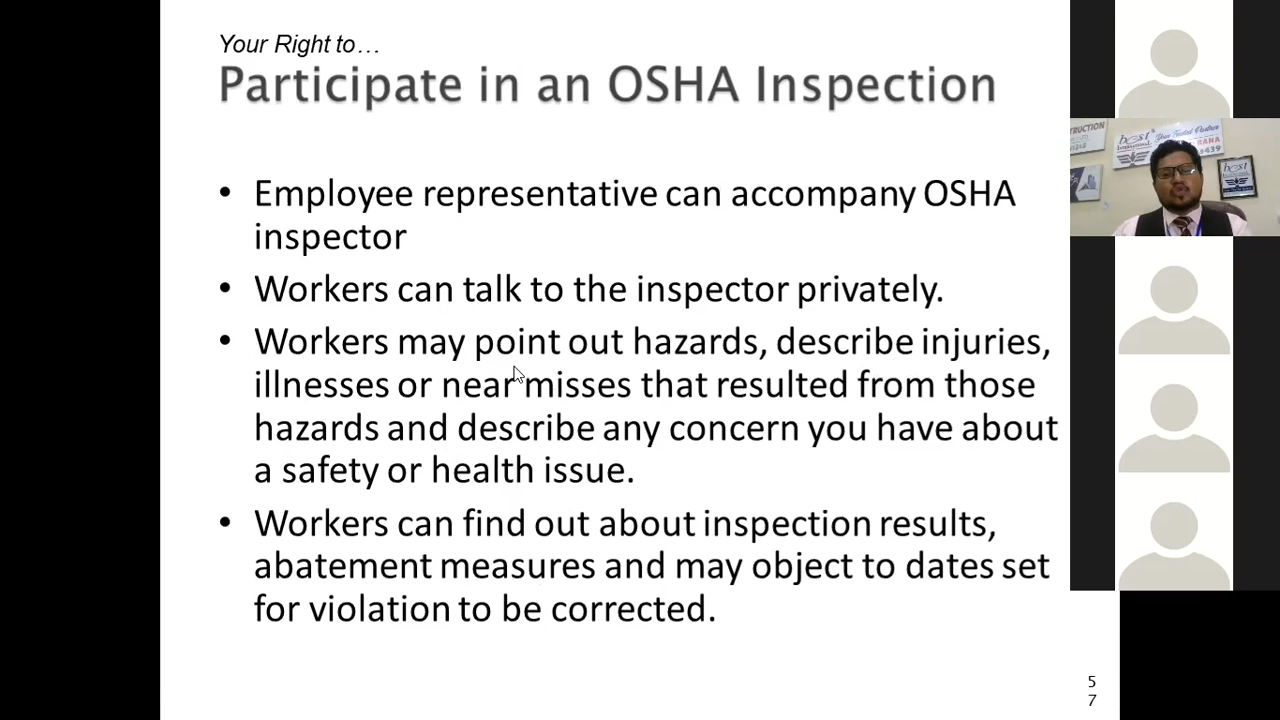 Your Right to…
Participate in an OSHA Inspection
• Employee representative can accompany OSHA
inspector
• Workers can talk to the inspector privately.
• Workers may point out hazards, describe injuries,
illnesses or near misses that resulted from those
hazards and describe any concern you have about
a safety or health issue.
• Workers can find out about inspection results,
abatement measures and may object to dates set
for violation to be corrected.
5
7
best